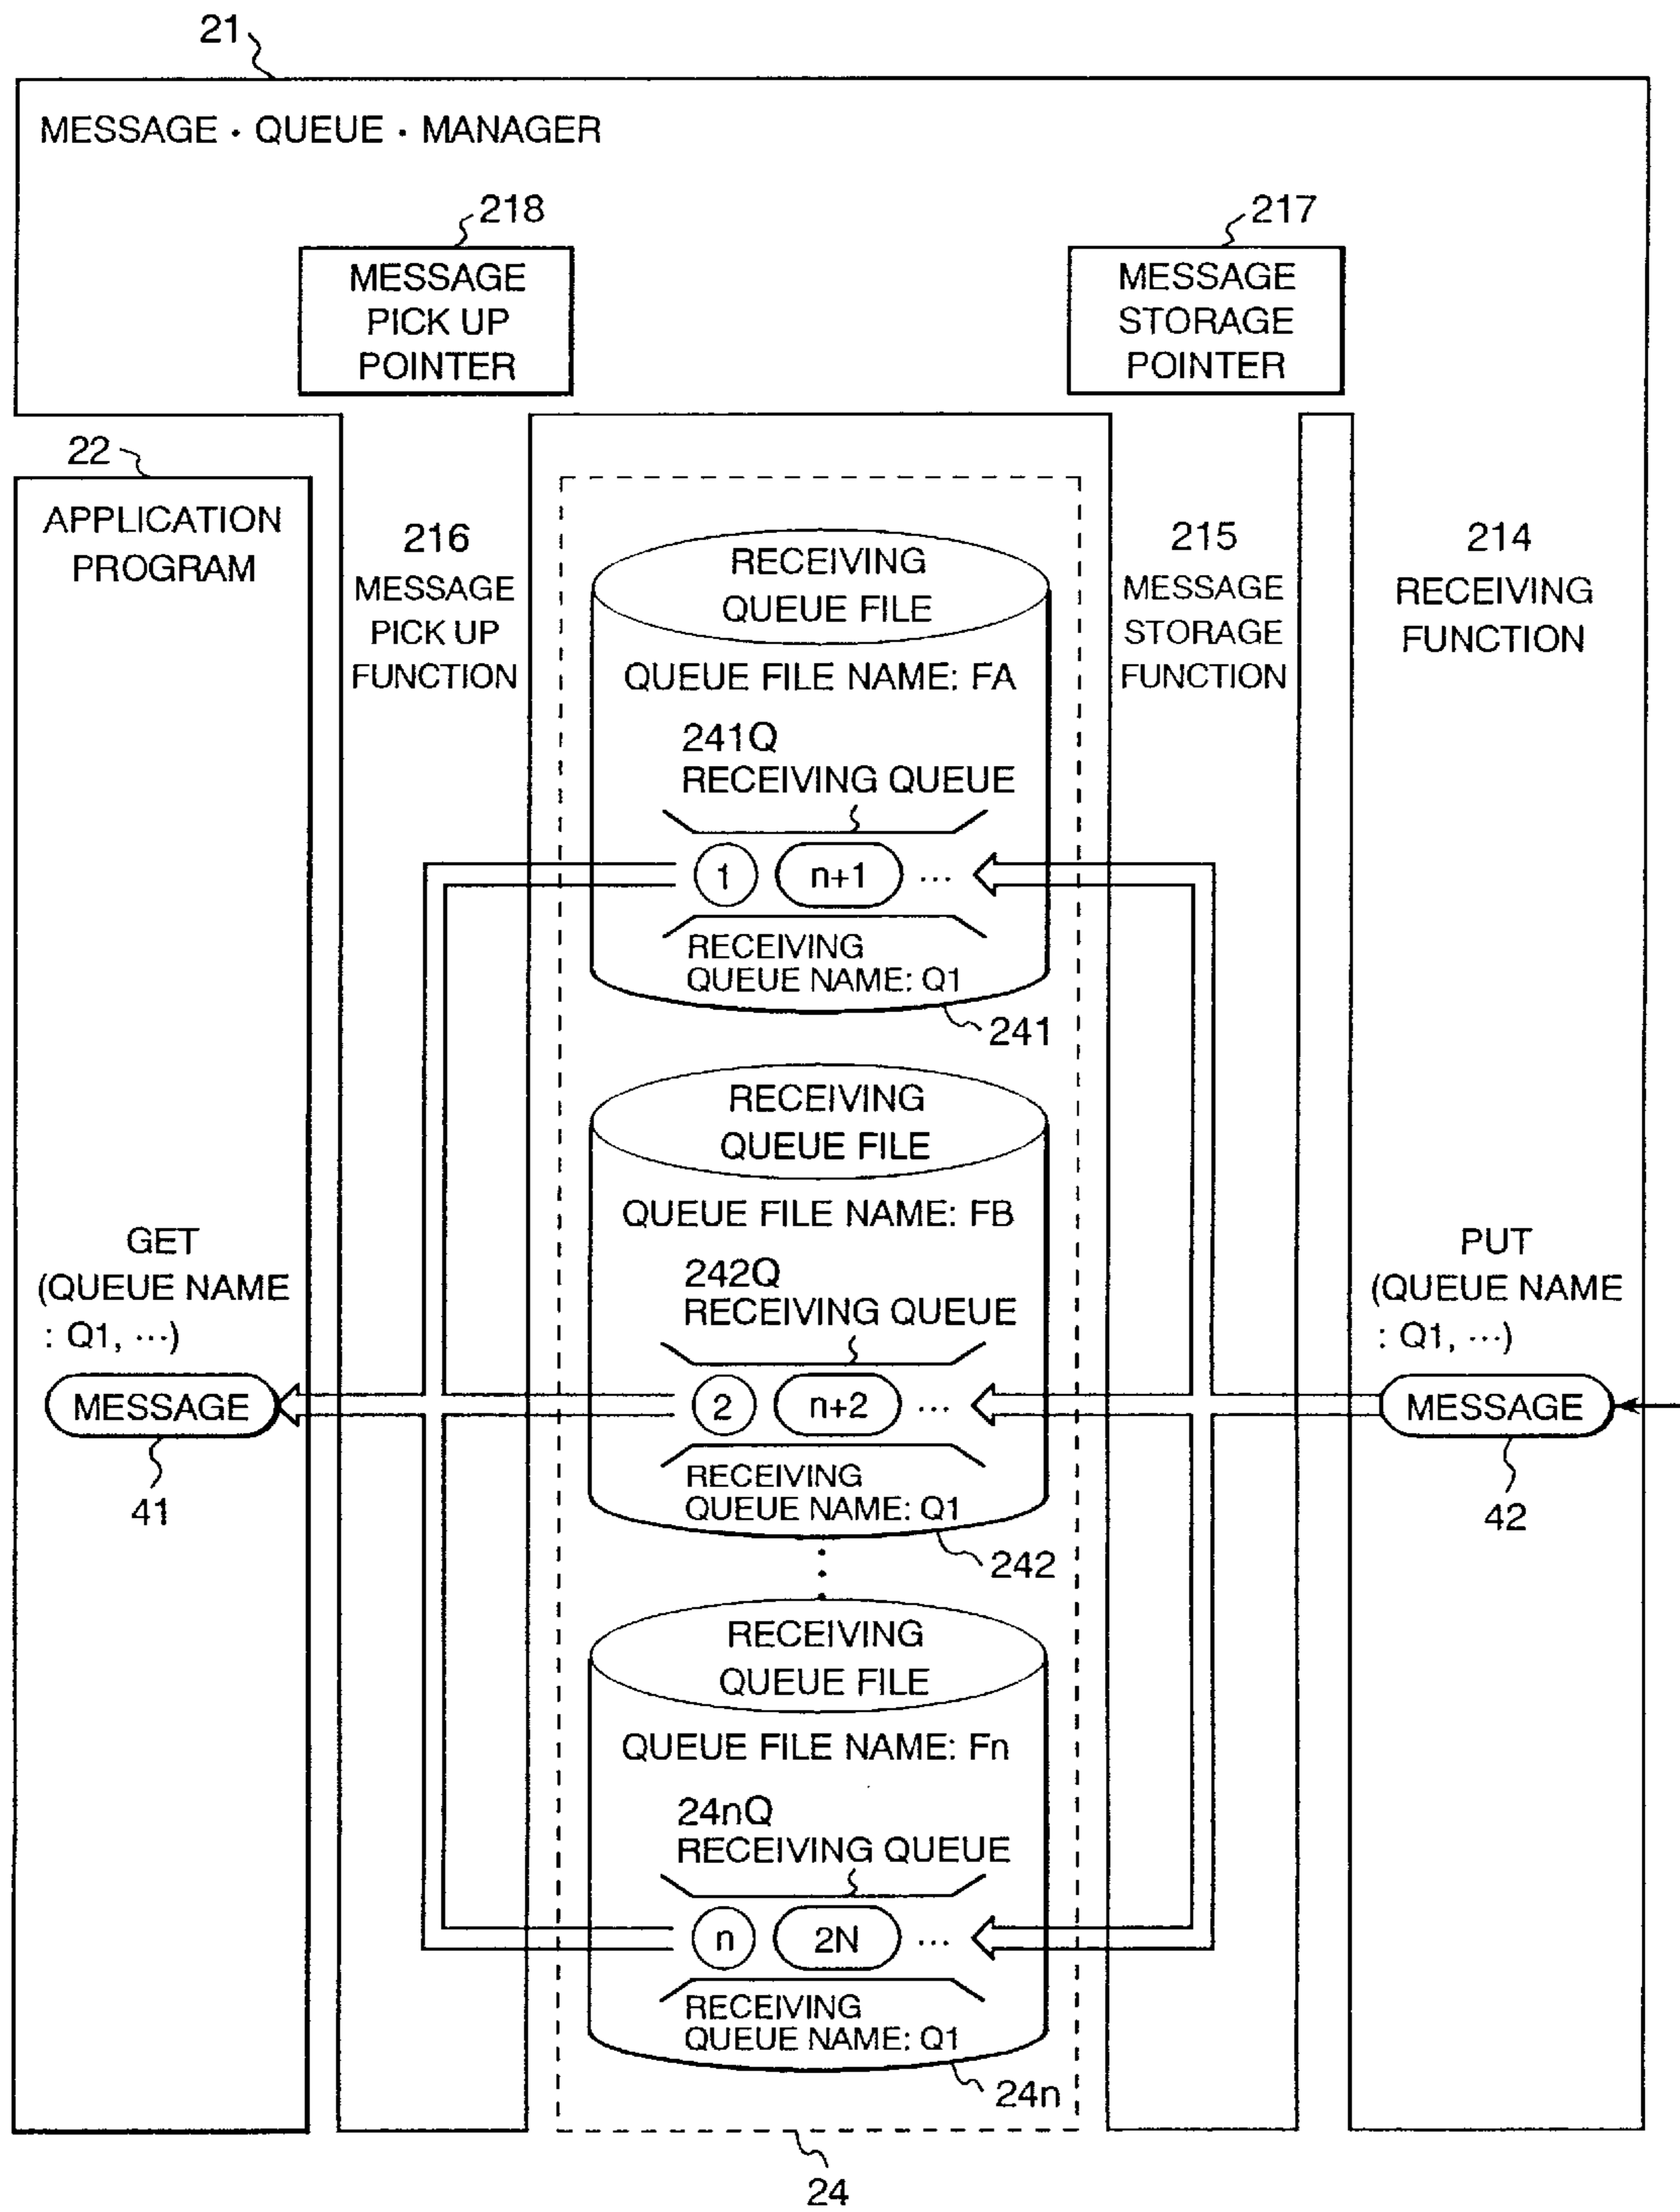 21
MESSAGE · QUEUE · MANAGER
218
MESSAGE
PICK UP
POINTER
217
MESSAGE
STORAGE
POINTER
22
APPLICATION
PROGRAM
216
MESSAGE
PICK UP
FUNCTION
RECEIVING
QUEUE FILE
QUEUE FILE NAME: FA
241Q
RECEIVING QUEUE
1 n+1 ...
RECEIVING
QUEUE NAME: Q1
241
RECEIVING
QUEUE FILE
QUEUE FILE NAME: FB
242Q
RECEIVING QUEUE
2 n+2 ...
RECEIVING
QUEUE NAME: Q1
242
RECEIVING
QUEUE FILE
QUEUE FILE NAME: Fn
24nQ
RECEIVING QUEUE
n 2N ...
RECEIVING
QUEUE NAME: Q1
24n
24
215
MESSAGE
STORAGE
FUNCTION
214
RECEIVING
FUNCTION
GET
(QUEUE NAME
: Q1, ···)
MESSAGE
41
PUT
(QUEUE NAME
: Q1, ···)
MESSAGE
42